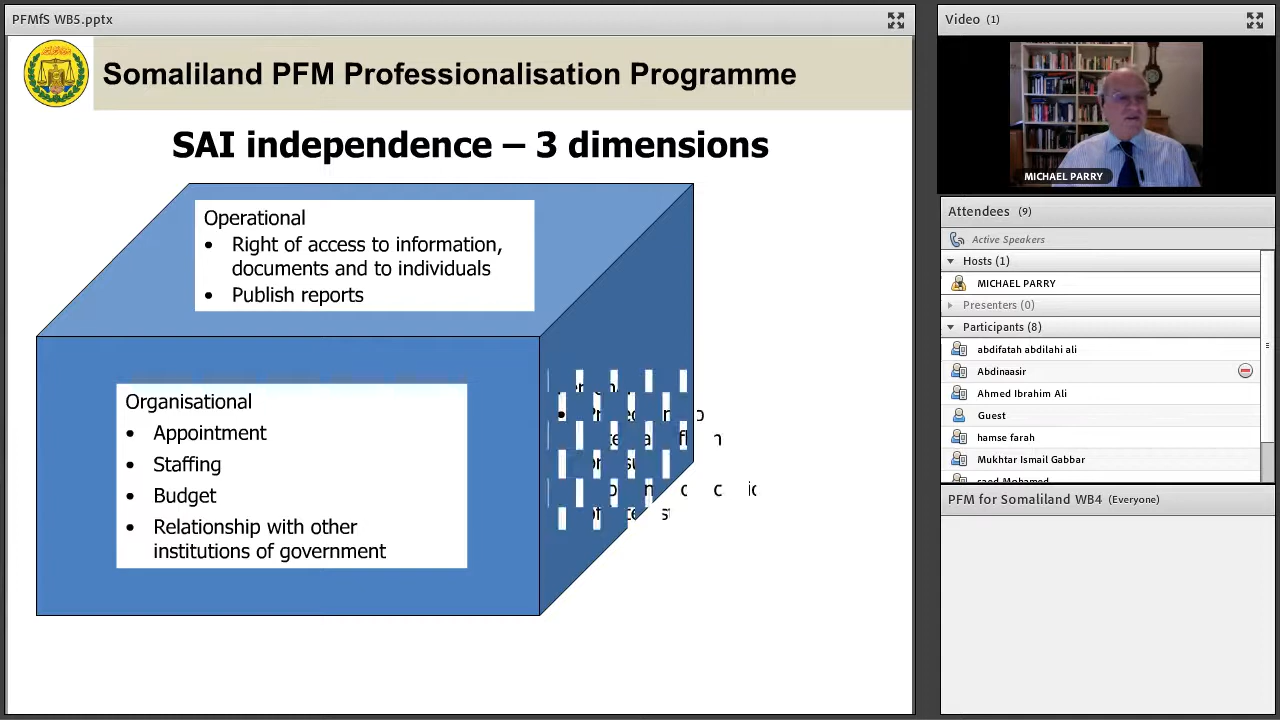 PFMfS WB5.pptx
Somaliland PFM Professionalisation Programme
SAI independence – 3 dimensions
Operational
• Right of access to information,
documents and to individuals
• Publish reports
Organisational
• Appointment
• Staffing
• Budget
• Relationship with other
institutions of government
Video (1)
MICHAEL PARRY
Attendees (9)
Active Speakers
Hosts (1)
MICHAEL PARRY
Presenters (0)
Participants (8)
abdifatah abdilahi ali
Abdinaasir
Ahmed Ibrahim Ali
Guest
hamse farah
Mukhtar Ismail Gabbar
saed Mohamed
PFM for Somaliland WB4 (Everyone)